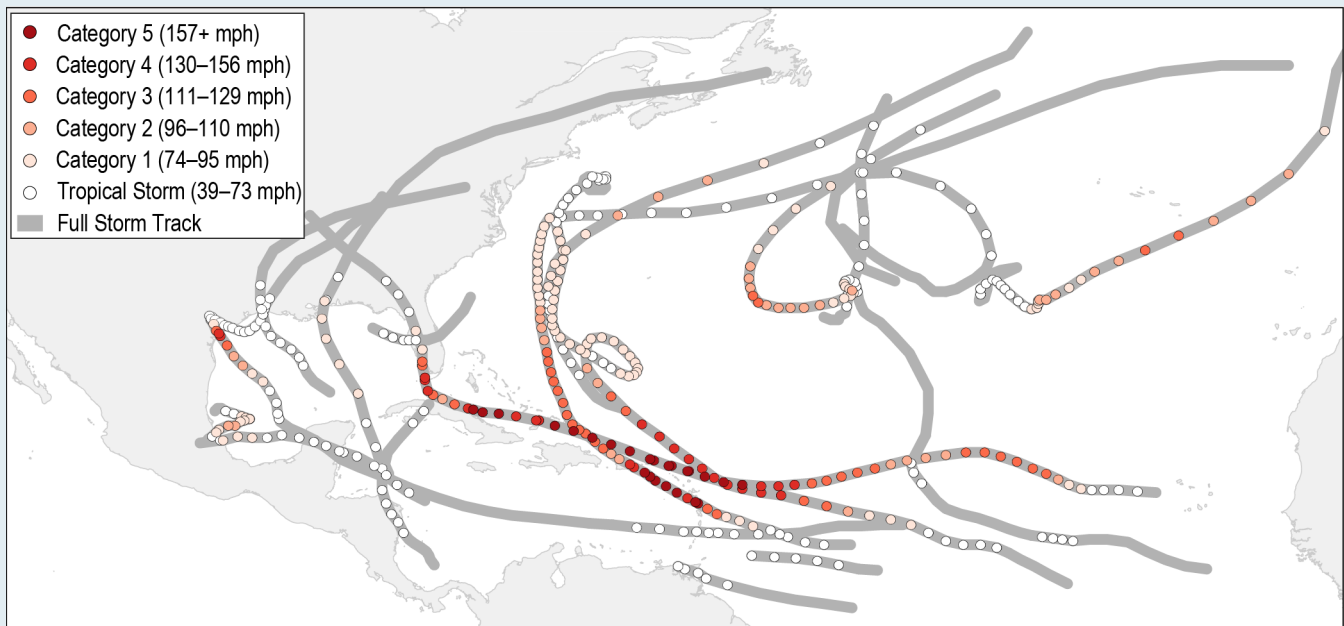 Category 5 (157+ mph)
Category 4 (130–156 mph)
Category 3 (111–129 mph)
Category 2 (96–110 mph)
Category 1 (74–95 mph)
Tropical Storm (39–73 mph)
Full Storm Track